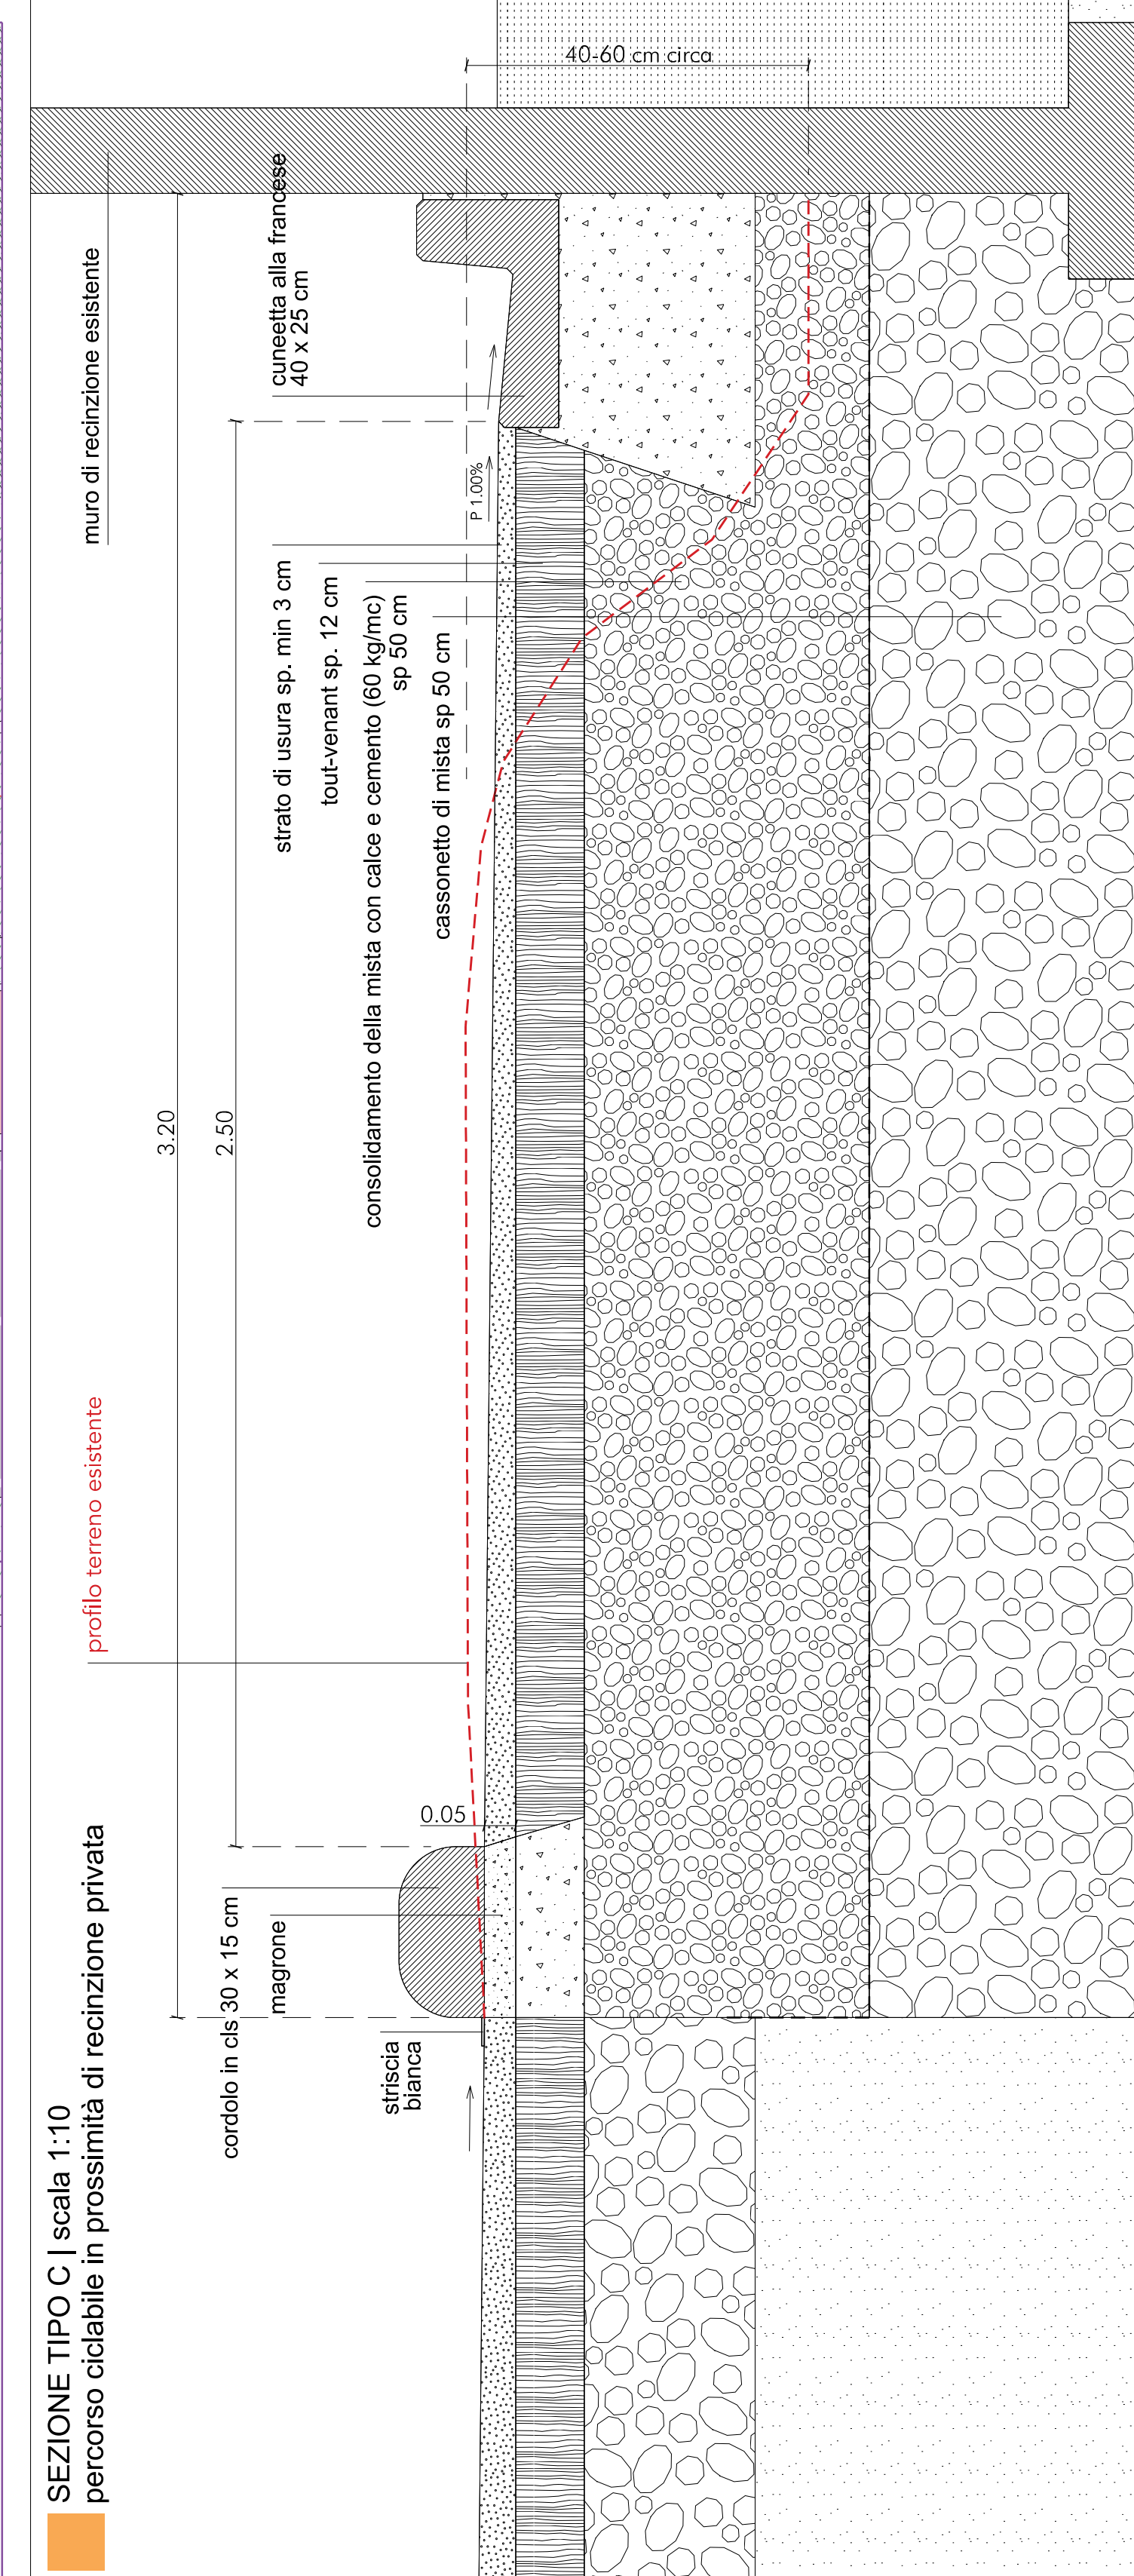 SEZIONE TIPO C | scala 1:10
percorso ciclabile in prossimità di recinzione privata
profilo terreno esistente
muro di recinzione esistente
3.20
2.50
cordolo in cls 30 x 15 cm
magrone
striscia
bianca
0.05
cunetta alla francese
40 x 25 cm
strato di usura sp. min 3 cm
tout-venant sp. 12 cm
consolidamento della mista con calce e cemento (60 kg/mc)
sp 50 cm
cassonetto di mista sp 50 cm
P 1.00%
40-60 cm circa